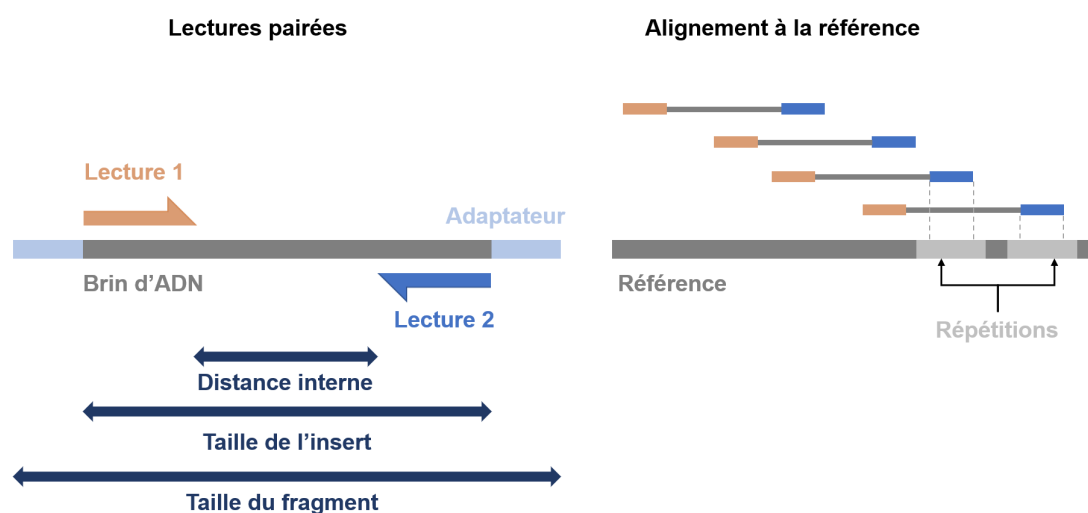 Lectures pairées
Lecture 1
Adaptateur
Brin d'ADN
Lecture 2
Distance interne
Taille de l'insert
Taille du fragment
Alignement à la référence
Référence
Répétitions